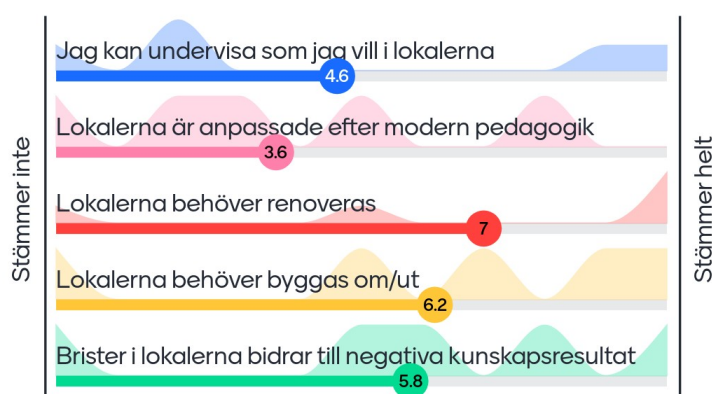 Jag kan undervisa som jag vill i lokalerna
4.6
Lokalerna är anpassade efter modern pedagogik
3.6
Lokalerna behöver renoveras
7
Lokalerna behöver byggas om/ut
6.2
Brister i lokalerna bidrar till negativa kunskapsresultat
5.8
Stämmer inte
Stämmer helt